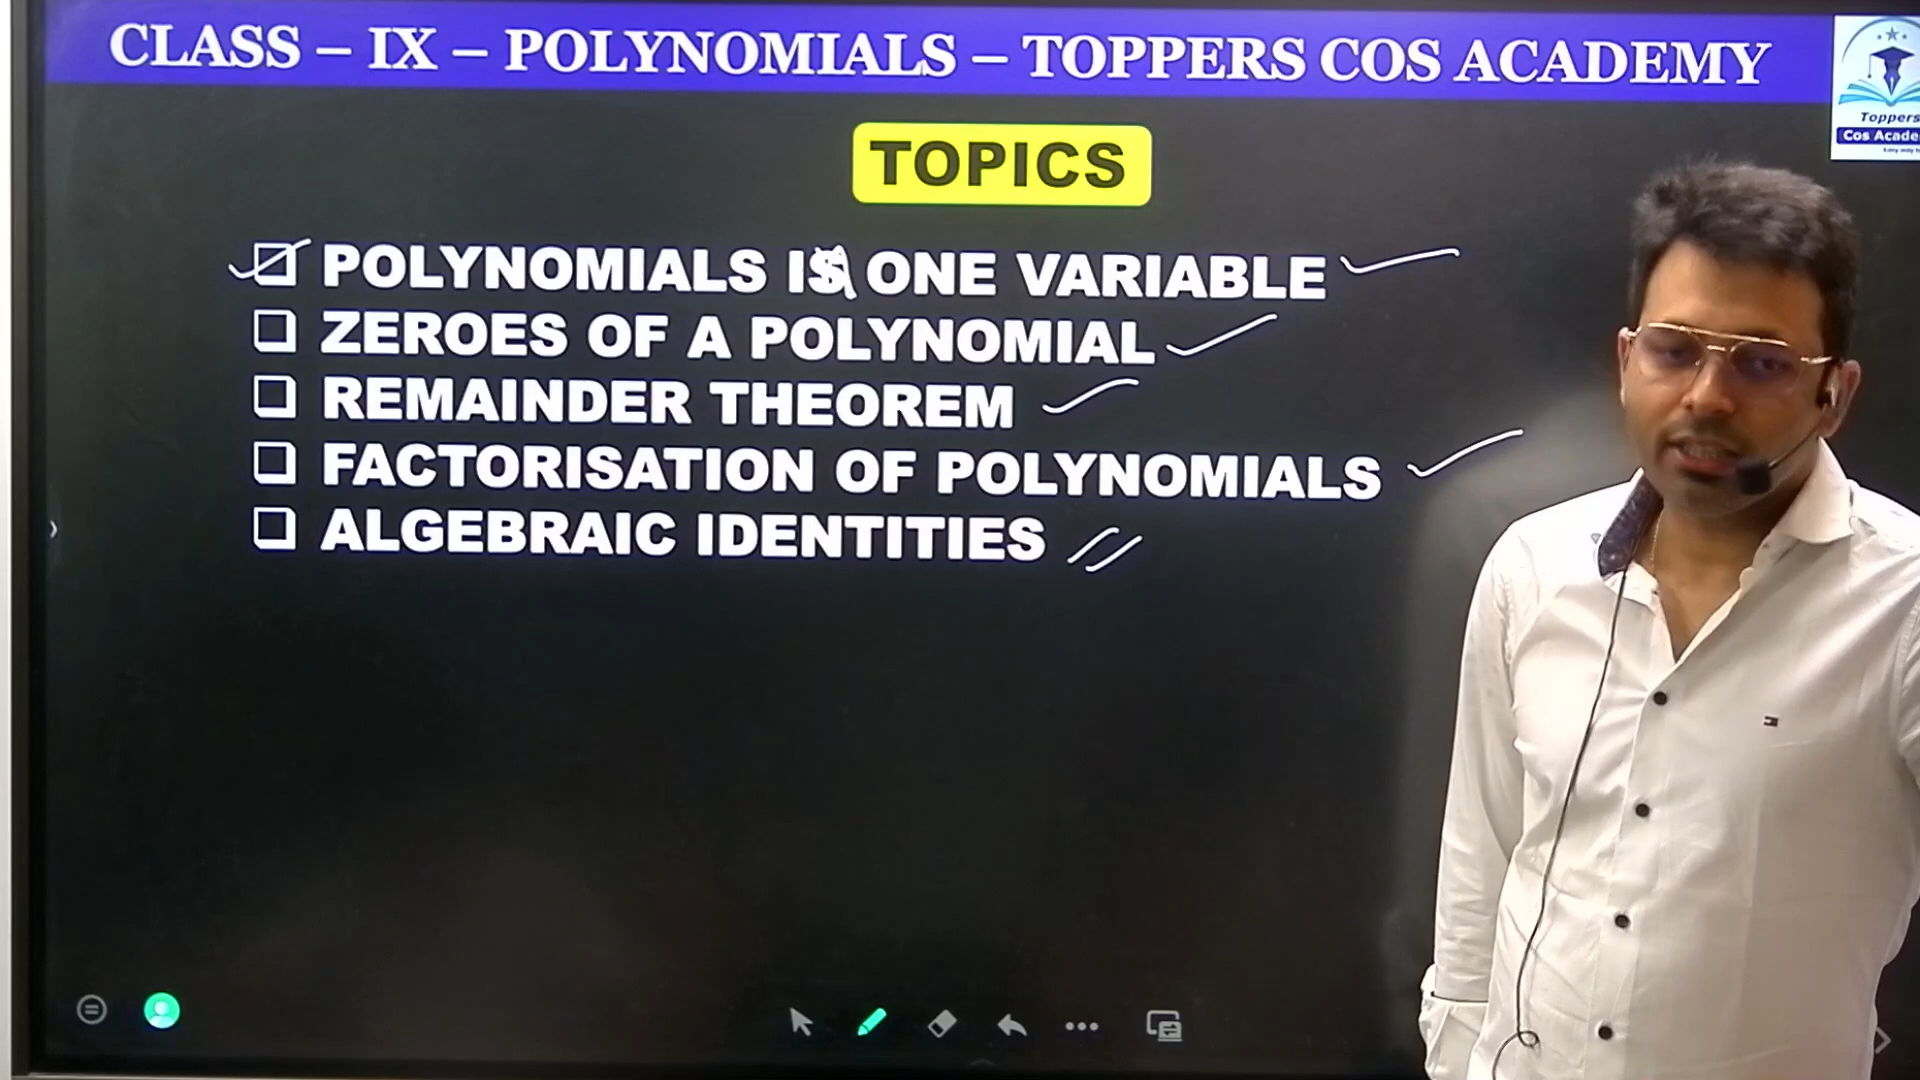 CLASS – IX – POLYNOMIALS – TOPPERS COS ACADEMY
Toppers
Cos Acade
TOPICS
POLYNOMIALS IS ONE VARIABLE
ZEROES OF A POLYNOMIAL
REMAINDER THEOREM
FACTORISATION OF POLYNOMIALS
ALGEBRAIC IDENTITIES